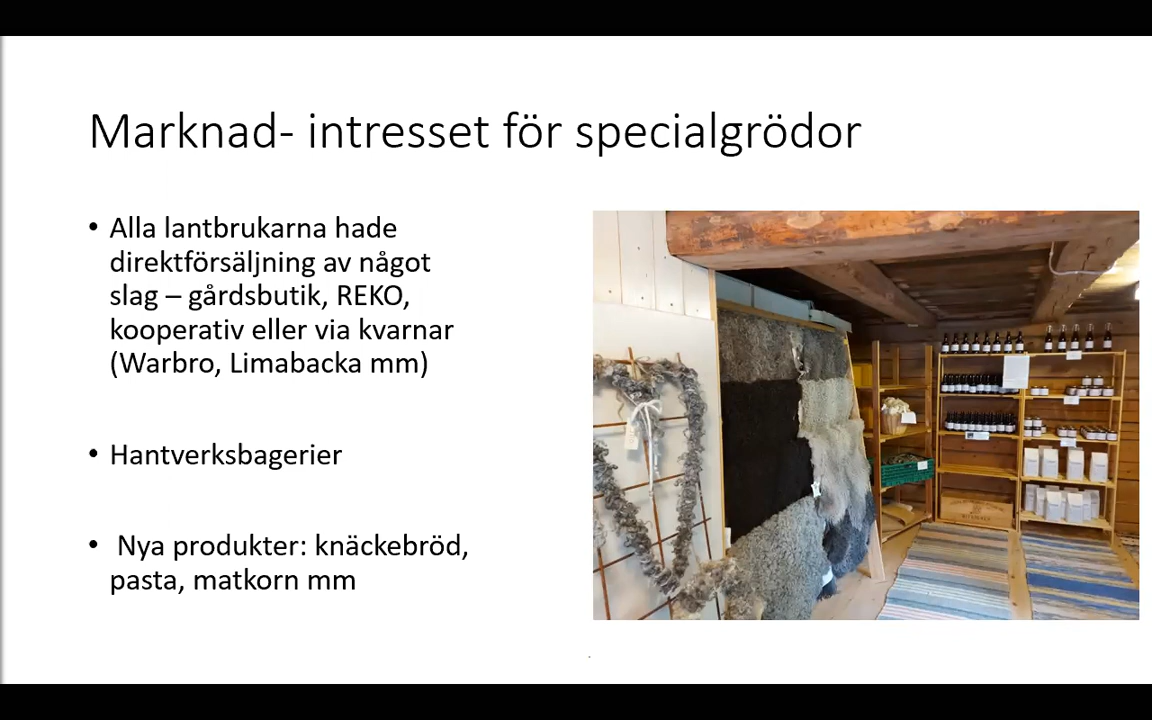 Marknad- intresset för specialgrödor
• Alla lantbrukarna hade
direktförsäljning av något
slag – gårdsbutik, REKO,
kooperativ eller via kvarnar
(Warbro, Limabacka mm)
• Hantverksbagerier
• Nya produkter: knäckebröd,
pasta, matkorn mm